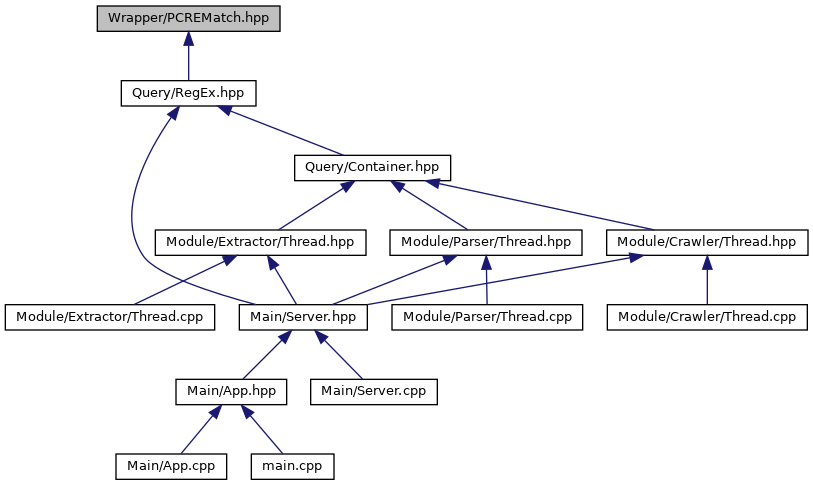 Wrapper/PCREMatch.hpp
Query/RegEx.hpp
Query/Container.hpp
Module/Extractor/Thread.hpp
Module/Parser/Thread.hpp
Module/Crawler/Thread.hpp
Module/Extractor/Thread.cpp
Main/Server.hpp
Module/Parser/Thread.cpp
Module/Crawler/Thread.cpp
Main/App.hpp
Main/Server.cpp
Main/App.cpp
main.cpp